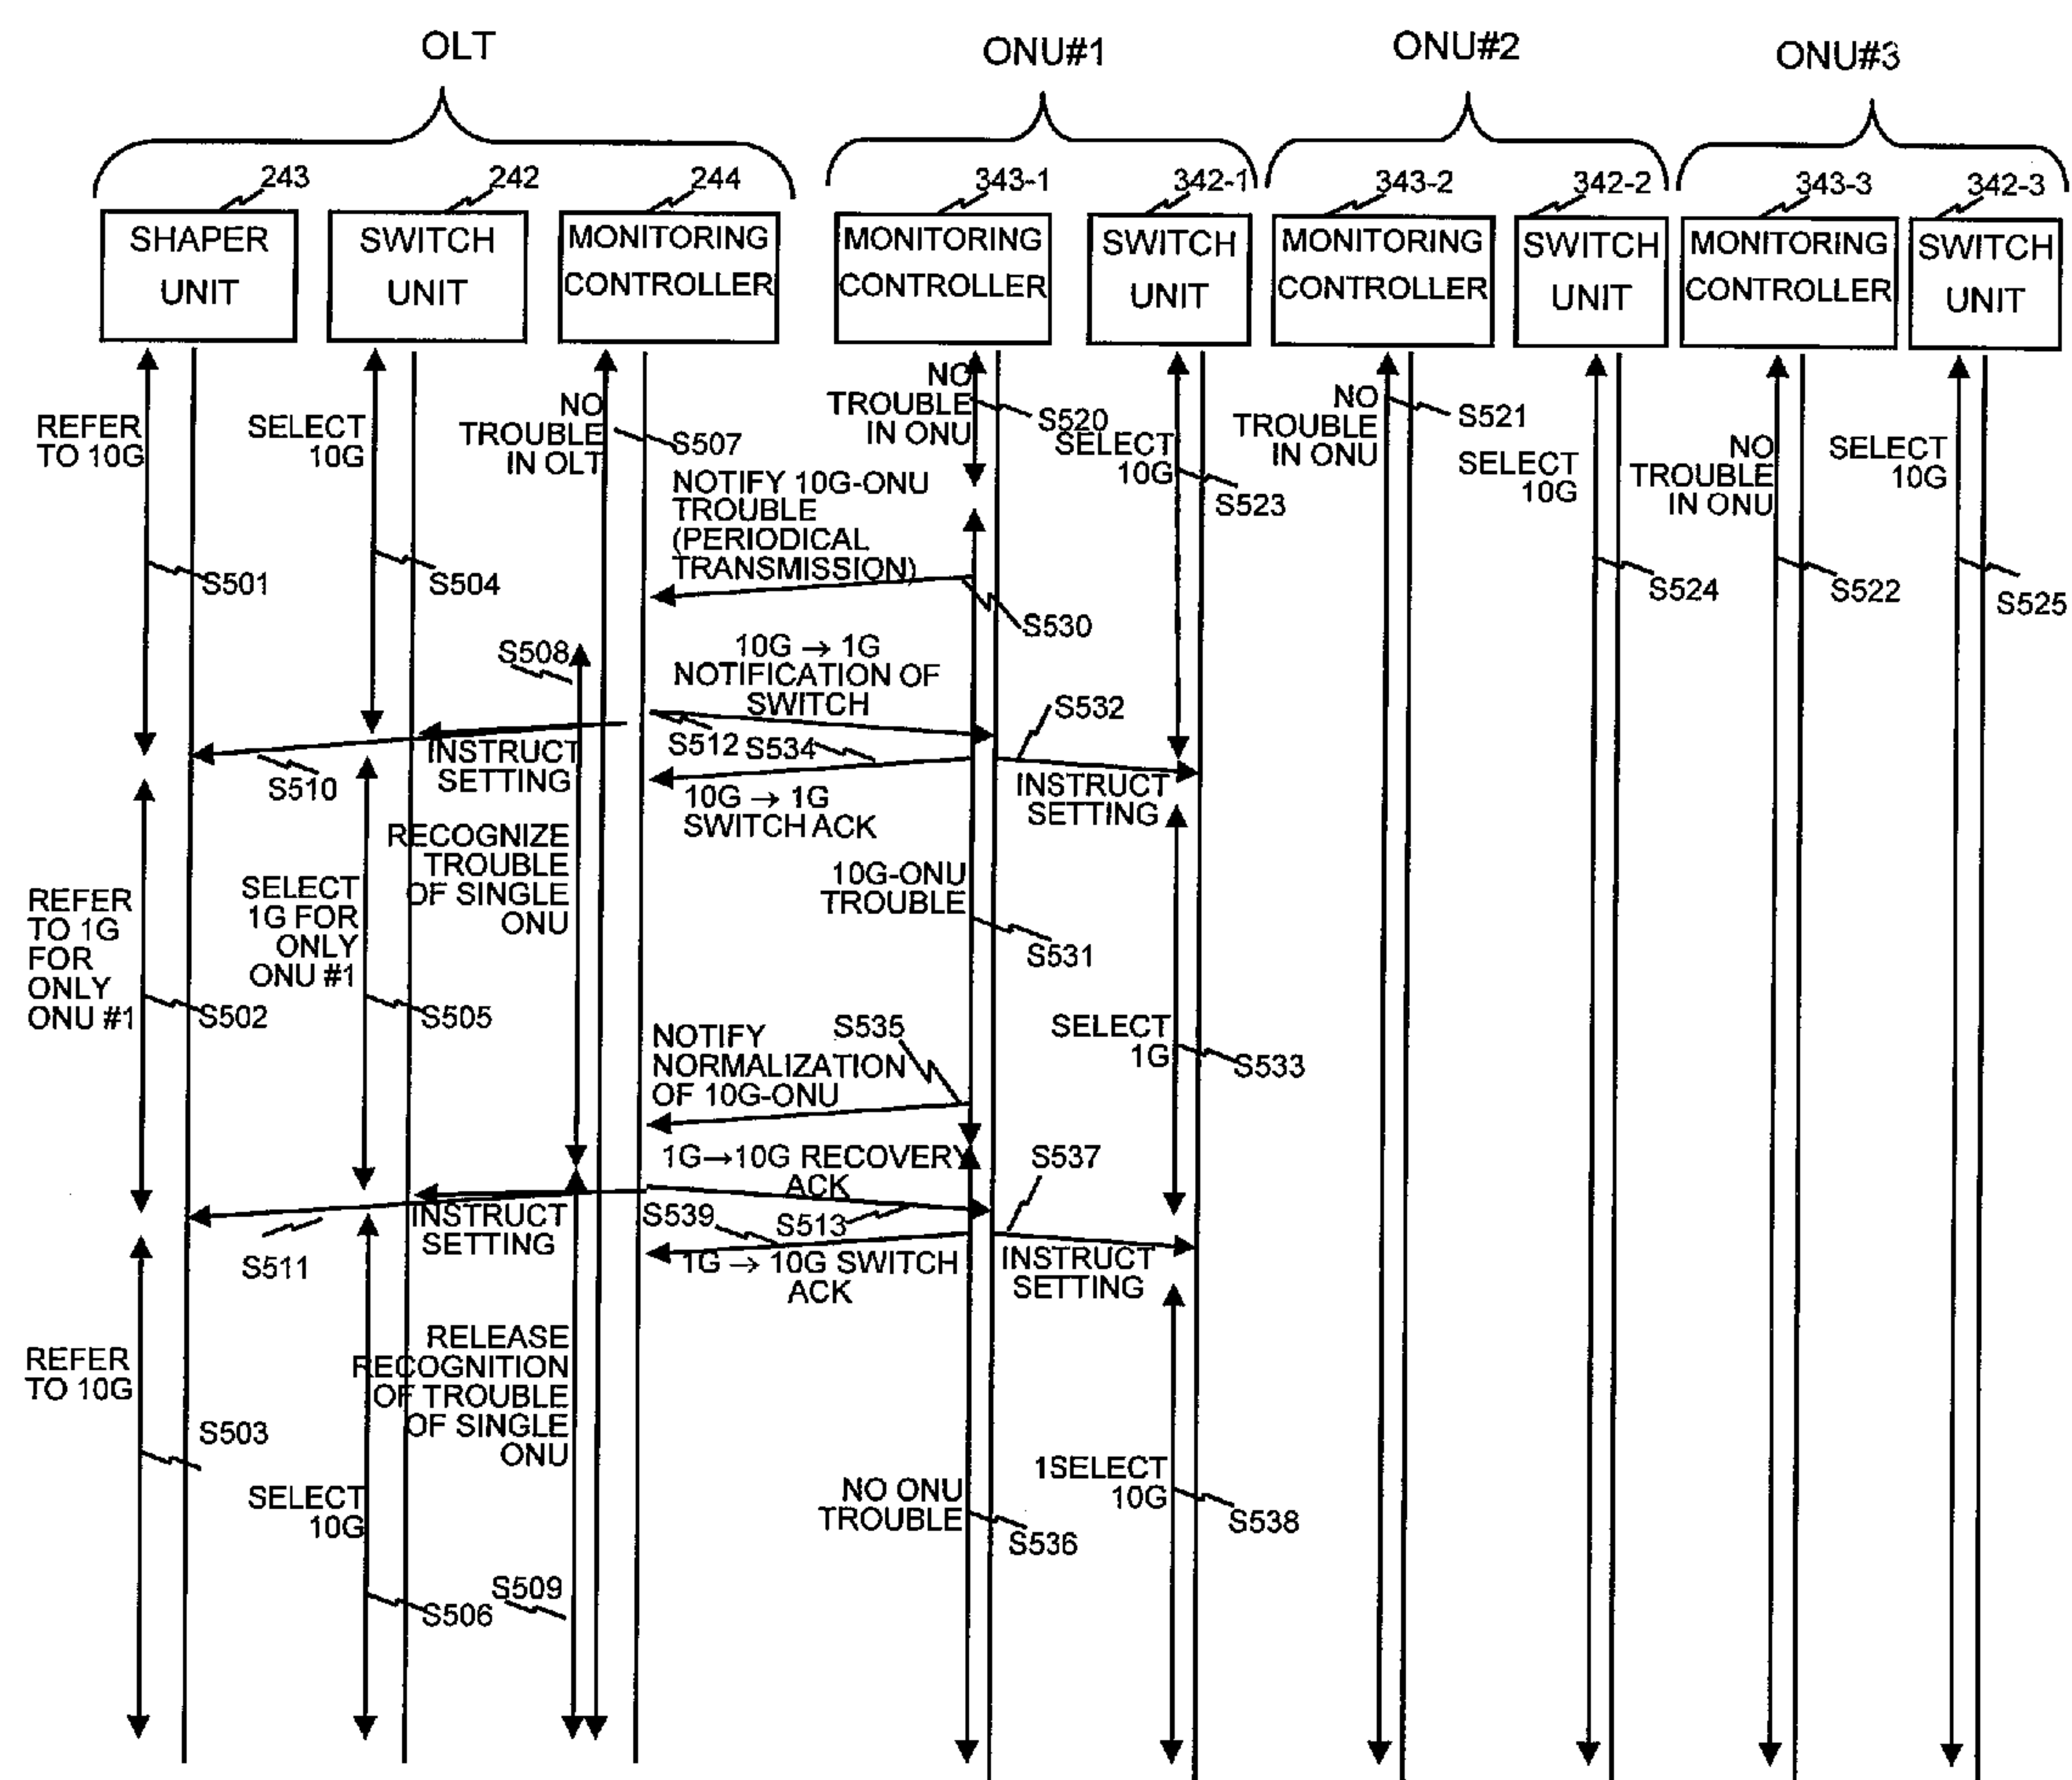 OLT
ONU#1
ONU#2
ONU#3
243
242
244
343-1
342-1
343-2
342-2
343-3
342-3
SHAPER
UNIT
SWITCH
UNIT
MONITORING
CONTROLLER
MONITORING
CONTROLLER
SWITCH
UNIT
MONITORING
CONTROLLER
SWITCH
UNIT
MONITORING
CONTROLLER
SWITCH
UNIT
REFER
TO 10G
S501
SELECT
10G
S504
NO
TROUBLE
IN OLT
S507
NO
TROUBLE
IN ONU
S520
SELECT
10G
S523
NO
TROUBLE
IN ONU
S521
SELECT
10G
S524
NO
TROUBLE
IN ONU
S522
SELECT
10G
S525
NOTIFY 10G-ONU
TROUBLE
(PERIODICAL
TRANSMISSION)
S530
S508
10G → 1G
NOTIFICATION OF
SWITCH
S532
S512
S534
INSTRUCT
SETTING
S510
10G → 1G
SWITCH ACK
INSTRUCT
SETTING
RECOGNIZE
TROUBLE
OF SINGLE
ONU
10G-ONU
TROUBLE
S531
REFER
TO 1G
FOR
ONLY
ONU #1
S502
SELECT
1G FOR
ONLY
ONU #1
S505
NOTIFY
NORMALIZATION
OF 10G-ONU
S535
SELECT
1G
S533
1G→10G RECOVERY
ACK
S537
INSTRUCT
SETTING
S539
S513
S511
1G → 10G SWITCH
ACK
INSTRUCT
SETTING
REFER
TO 10G
S503
RELEASE
RECOGNITION
OF TROUBLE
OF SINGLE
ONU
SELECT
10G
S506
S509
NO ONU
TROUBLE
S536
1SELECT
10G
S538